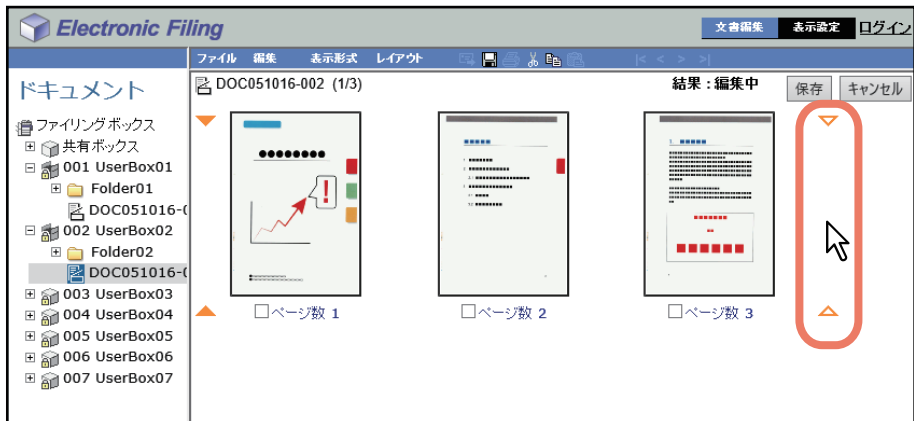 Electronic Filing
文書編集 表示設定 ログイン
ファイル 編集 表示形式 レイアウト |< < > >|
ドキュメント
DOC051016-002 (1/3) 結果：編集中 保存 キャンセル
ファイリングボックス
共有ボックス
001 UserBox01
Folder01
DOC051016-(
002 UserBox02
Folder02
DOC051016-(
003 UserBox03
004 UserBox04
005 UserBox05
006 UserBox06
007 UserBox07
ページ数 1 ページ数 2 ページ数 3